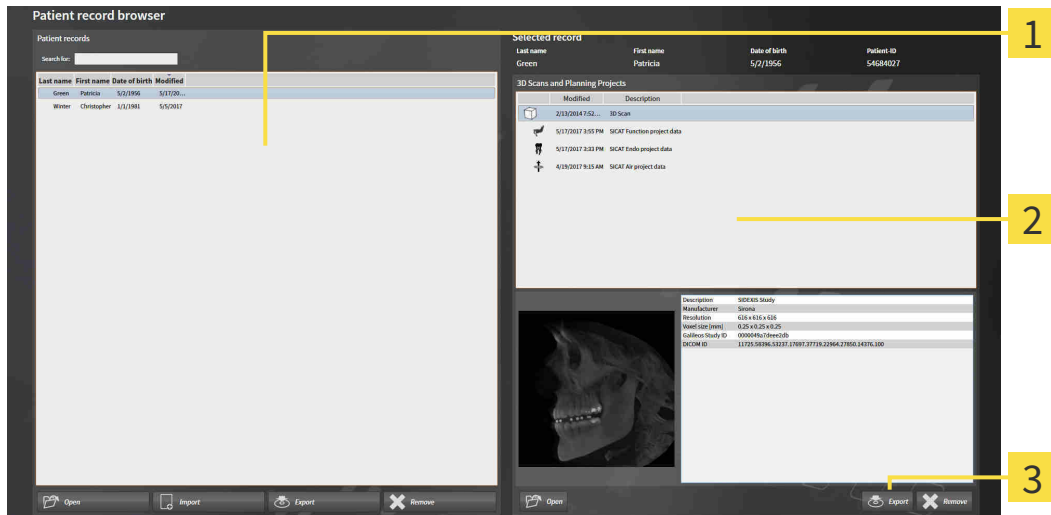 Patient record browser
Patient records
Search for:
Last name First name Date of birth Modified
Green Patricia 5/2/1956 5/17/20...
Winter Christopher 1/1/1981 5/5/2017
Open Import Export Remove
Selected record
Last name First name Date of birth Patient-ID
Green Patricia 5/2/1956 54684027
3D Scans and Planning Projects
Modified Description
2/13/2014 7:52... 3D Scan
5/17/2017 3:55 PM SICAT Function project data
5/17/2017 3:33 PM SICAT Endo project data
4/19/2017 9:15 AM SICAT Air project data
Description SIDEXIS Study
Manufacturer Sirona
Resolution 616 x 616 x 616
Voxel size [mm] 0.25 x 0.25 x 0.25
Galileos Study ID 0000049a7deee2db
DICOM ID 11725.58396.53237.17697.37719.22964.27850.14376.100
Open Export Remove
1
2
3